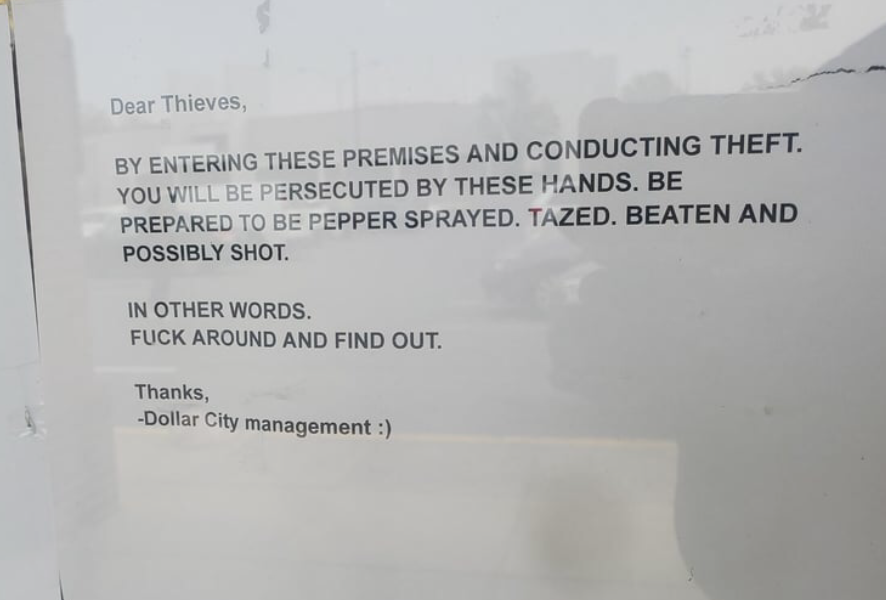 Dear Thieves,
BY ENTERING THESE PREMISES AND CONDUCTING THEFT.
YOU WILL BE PERSECUTED BY THESE HANDS. BE
PREPARED TO BE PEPPER SPRAYED. TAZED. BEATEN AND
POSSIBLY SHOT.
IN OTHER WORDS.
FUCK AROUND AND FIND OUT.
Thanks,
-Dollar City management :)